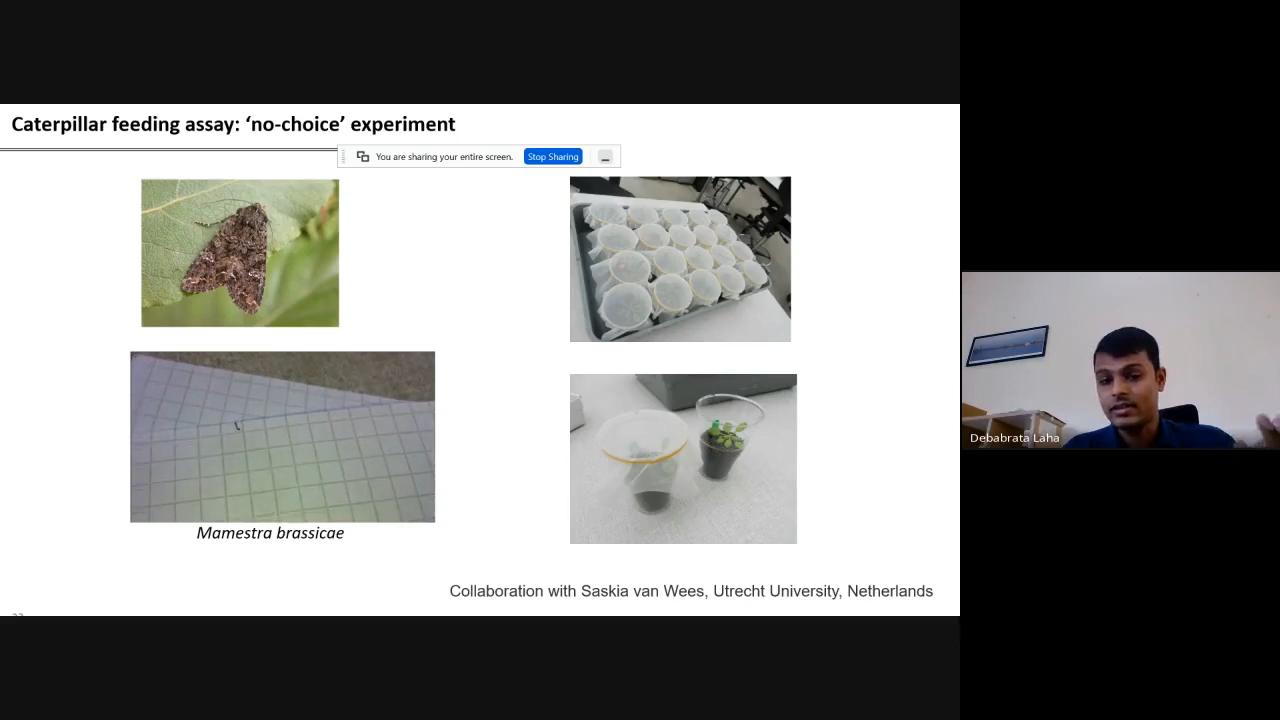 Caterpillar feeding assay: ‘no-choice’ experiment
You are sharing your entire screen. Stop Sharing
Mamestra brassicae
Debabrata Laha
Collaboration with Saskia van Wees, Utrecht University, Netherlands